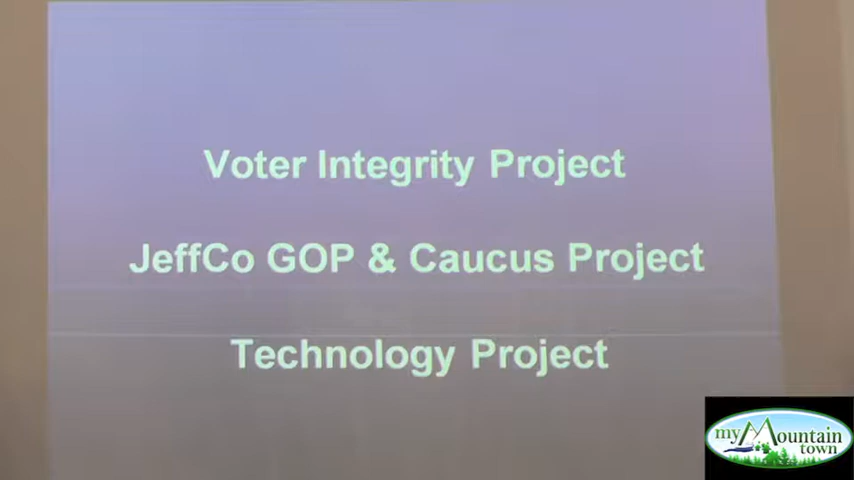 Voter Integrity Project
JeffCo GOP & Caucus Project
Technology Project
my Mountain
town